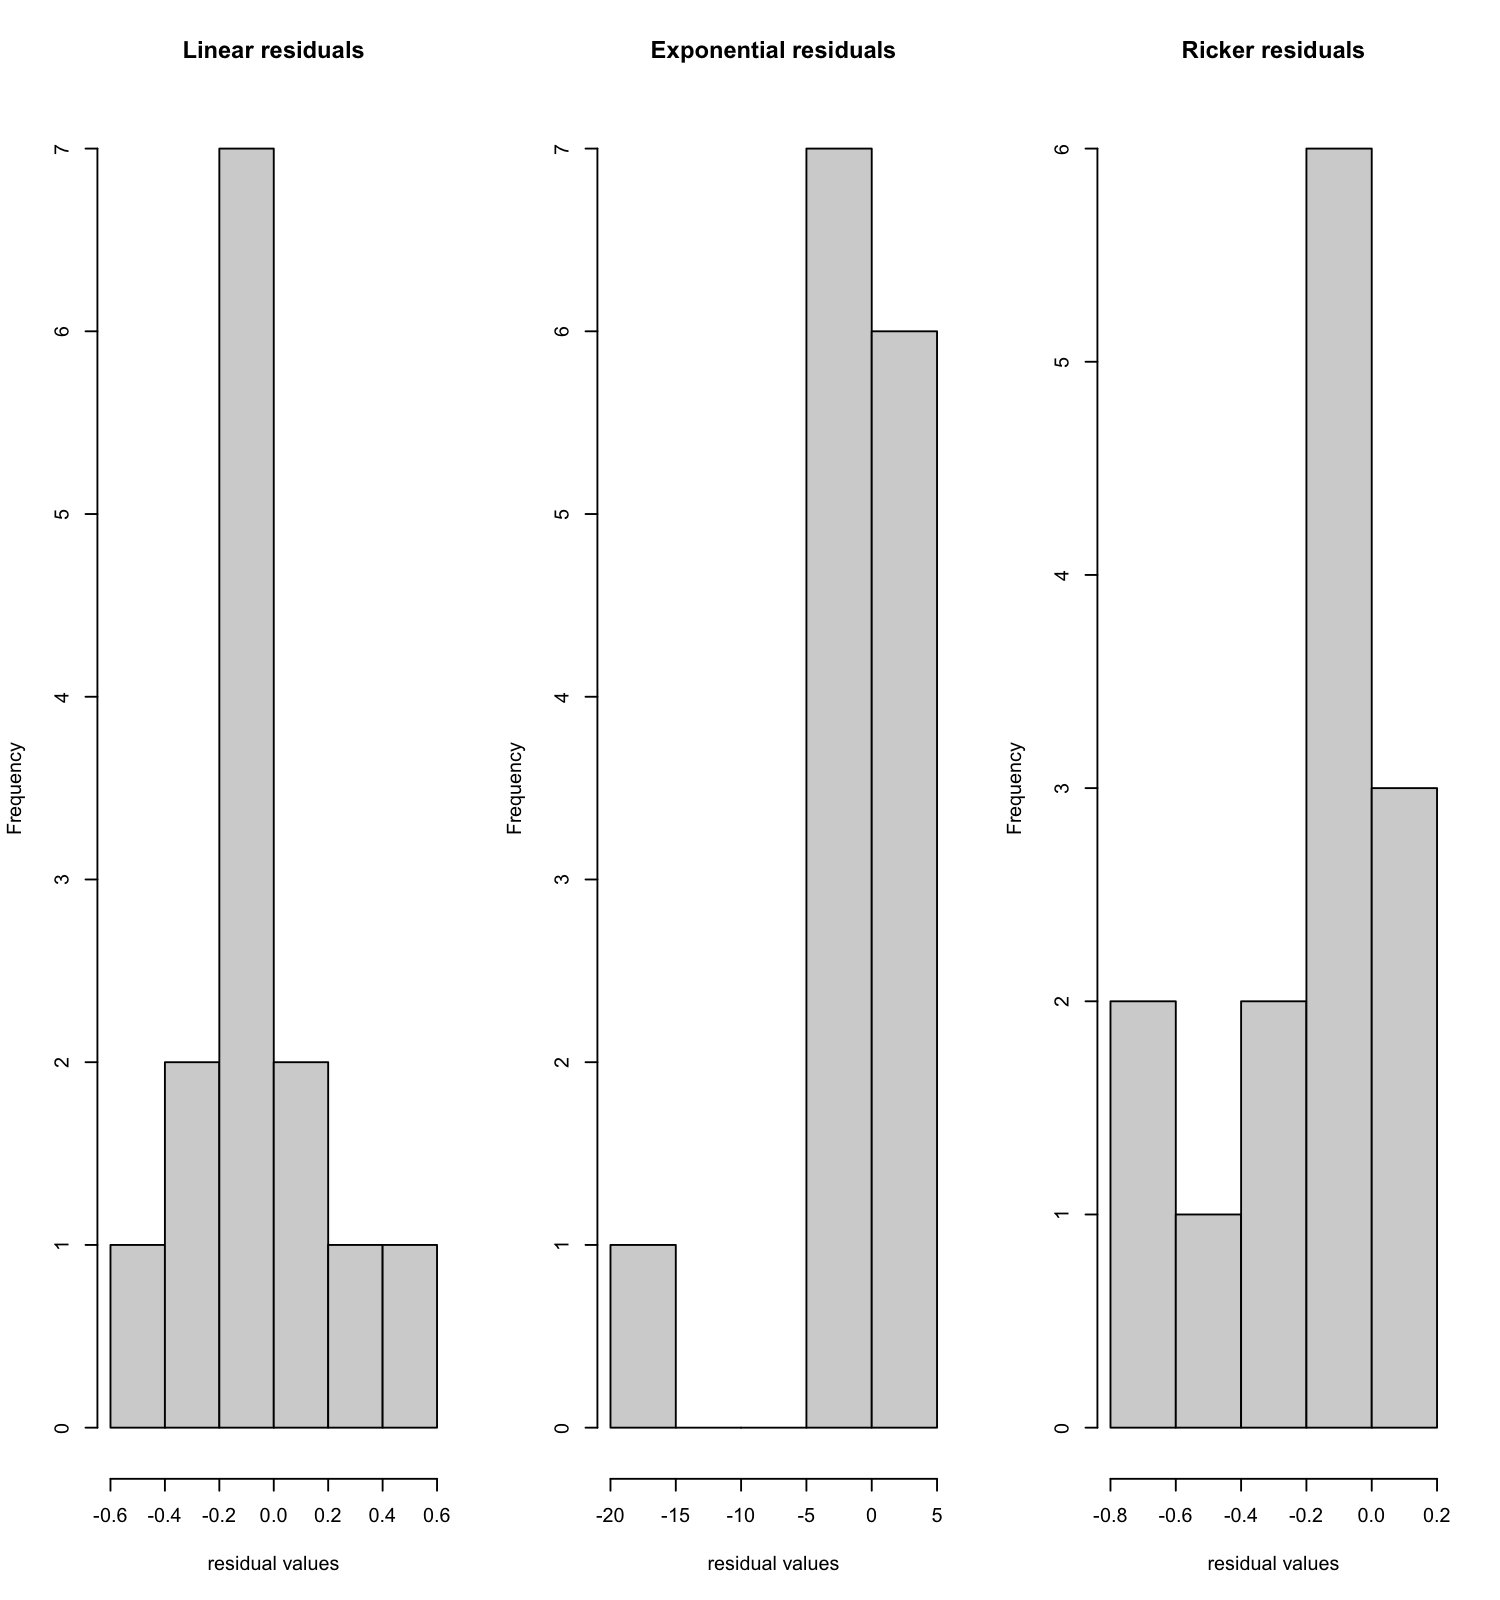 Linear residuals
Frequency
7
6
5
4
3
2
1
0
-0.6 -0.4 -0.2 0.0 0.2 0.4 0.6
residual values
Exponential residuals
Frequency
7
6
5
4
3
2
1
0
-20 -15 -10 -5 0 5
residual values
Ricker residuals
Frequency
6
5
4
3
2
1
0
-0.8 -0.6 -0.4 -0.2 0.0 0.2
residual values